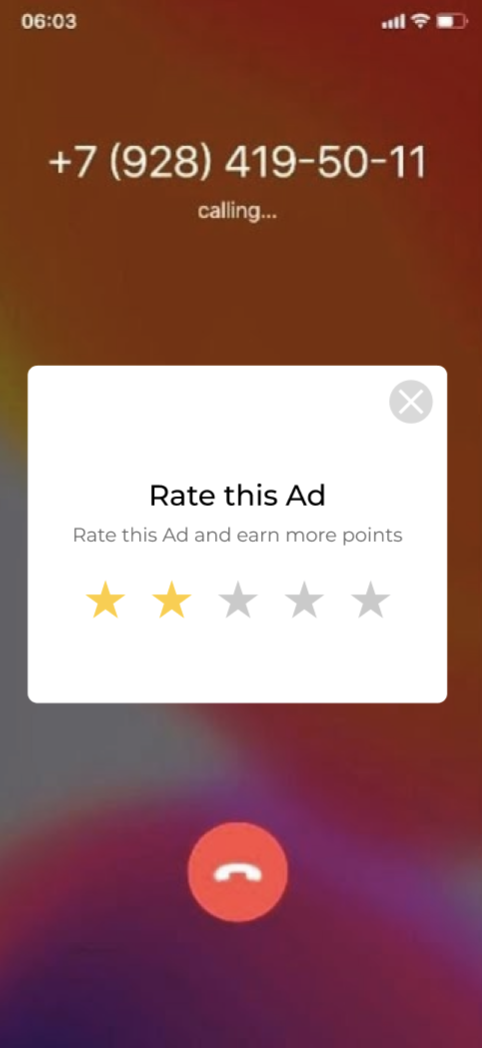 06:03
+7 (928) 419-50-11
calling...
Rate this Ad
Rate this Ad and earn more points